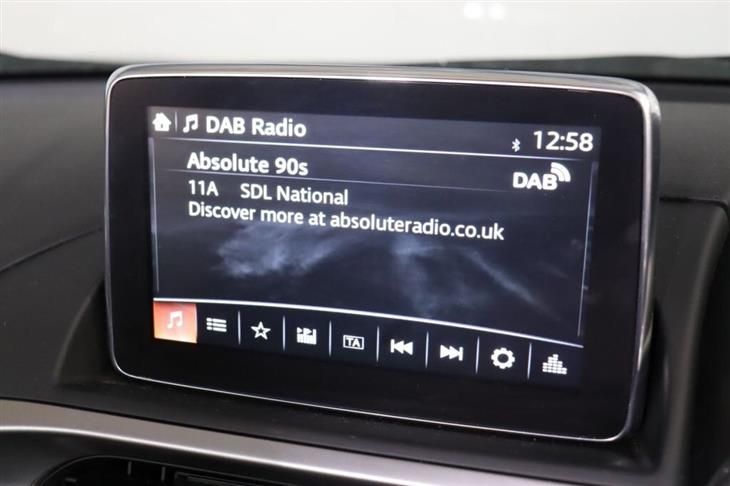 DAB Radio 12:58
Absolute 90s
DAB
11A SDL National
Discover more at absoluteradio.co.uk
TA